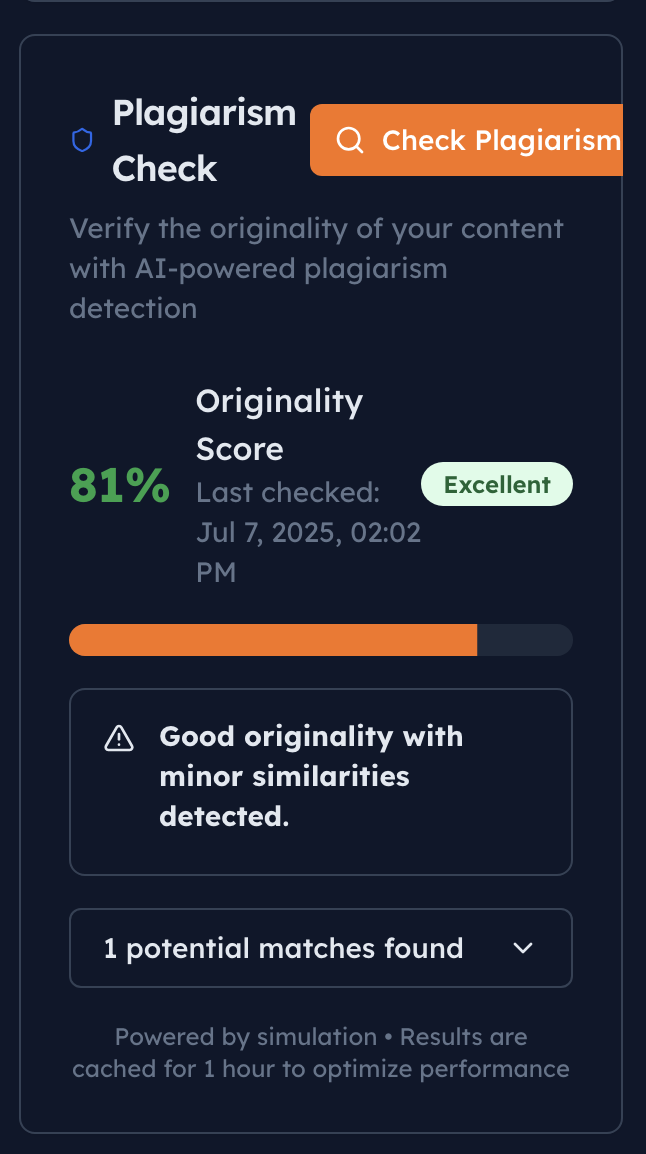 Plagiarism
Check
Check Plagiarism
Verify the originality of your content
with AI-powered plagiarism
detection
81%
Originality
Score
Last checked:
Jul 7, 2025, 02:02
PM
Excellent
Good originality with
minor similarities
detected.
1 potential matches found
Powered by simulation • Results are
cached for 1 hour to optimize performance